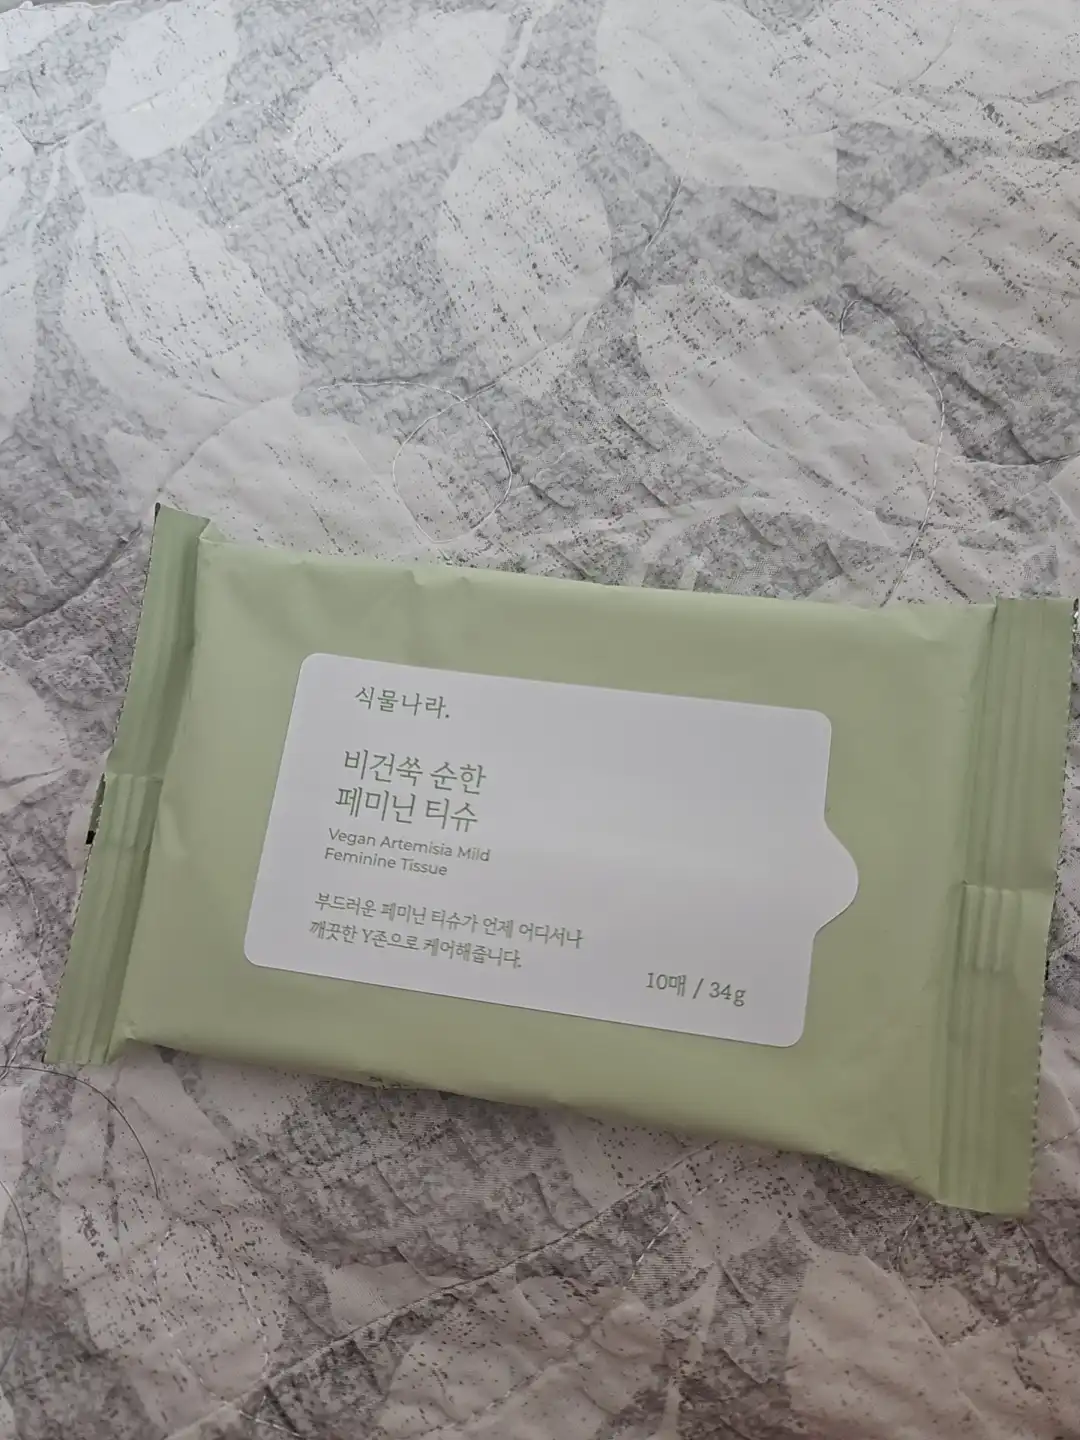 식물나라.
비건쑥 순한
페미닌 티슈
Vegan Artemisia Mild
Feminine Tissue
부드러운 페미닌 티슈가 언제 어디서나
깨끗한 Y존으로 케어해줍니다.
10매 / 34g